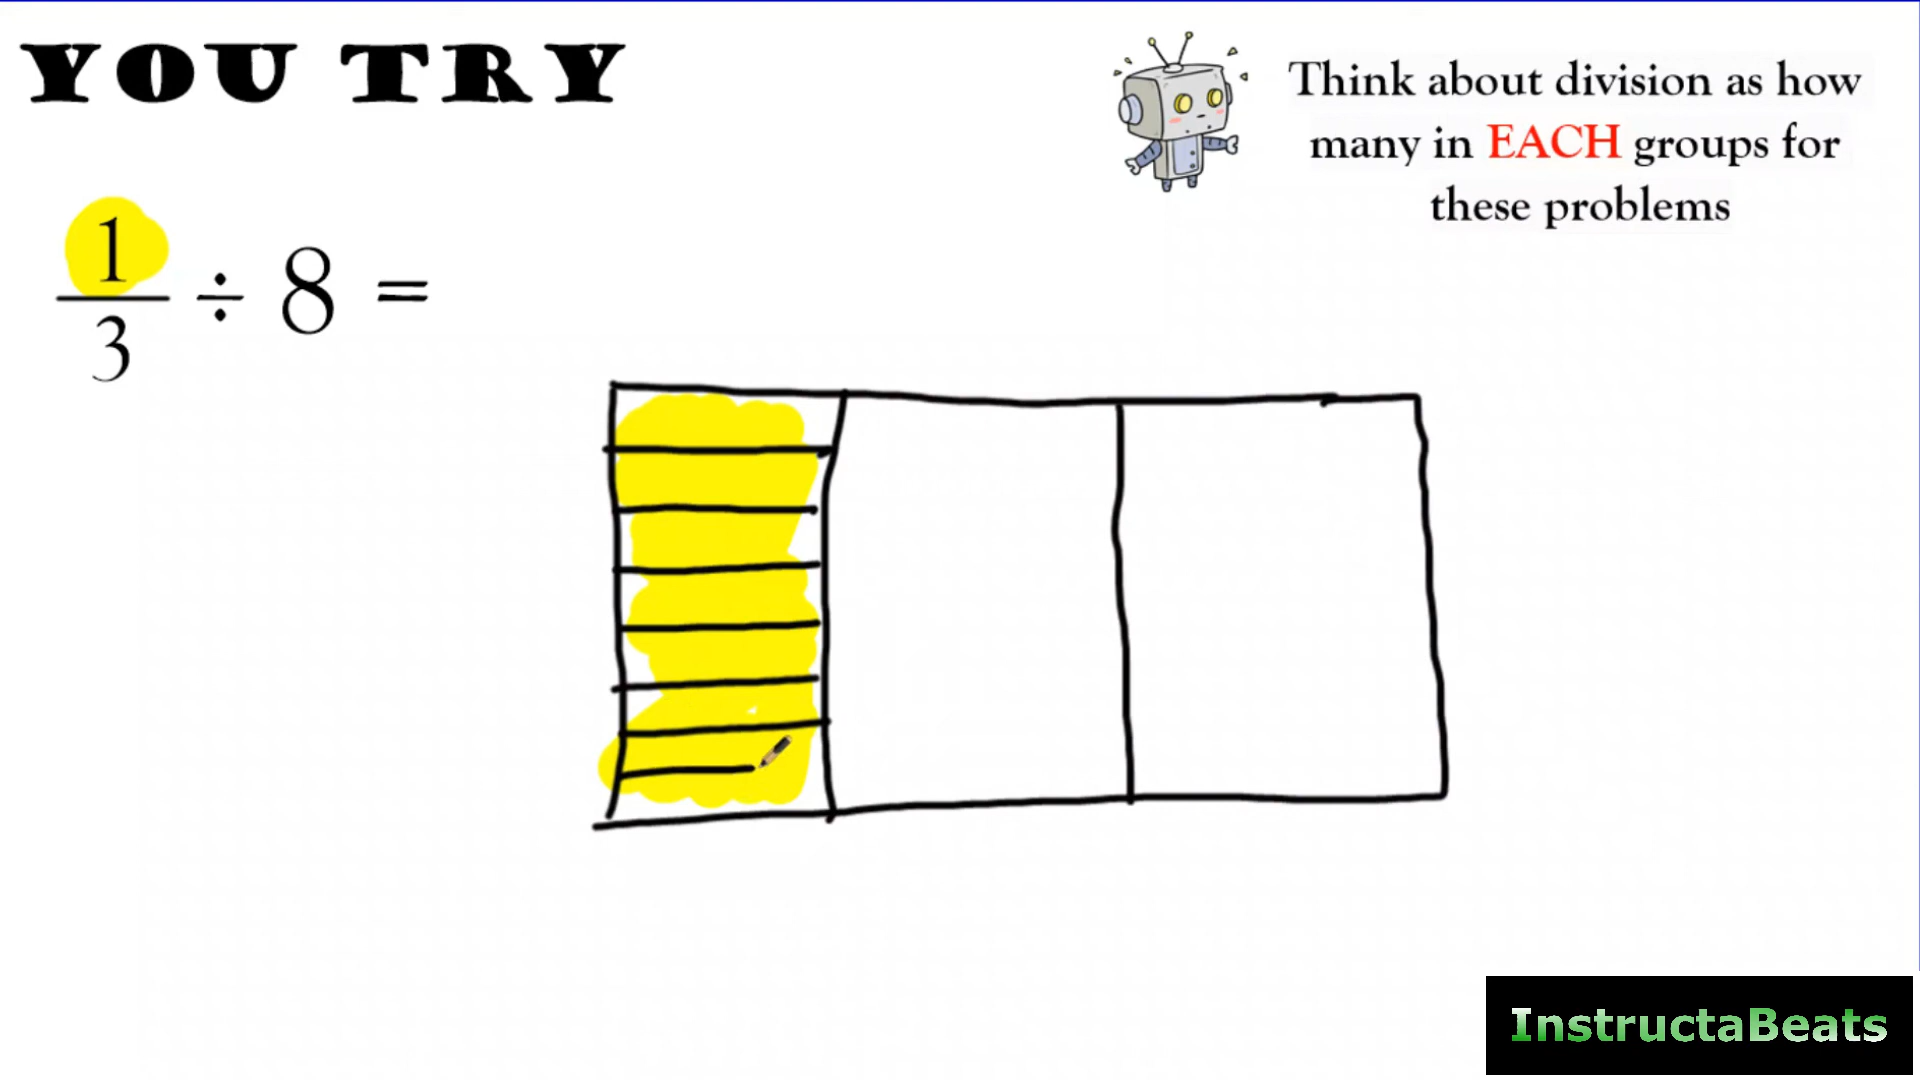 YOU TRY
Think about division as how
many in EACH groups for
these problems
1
3
÷ 8 =
InstructaBeats